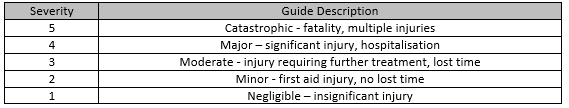 Severity Guide Description
5 Catastrophic - fatality, multiple injuries
4 Major – significant injury, hospitalisation
3 Moderate - injury requiring further treatment, lost time
2 Minor - first aid injury, no lost time
1 Negligible – insignificant injury